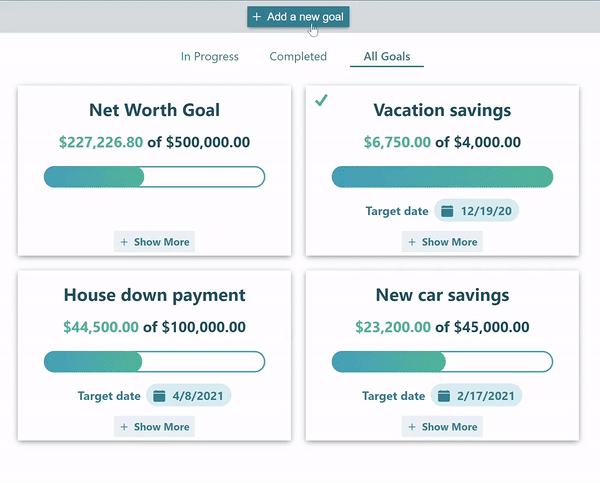 + Add a new goal
In Progress Completed All Goals
Net Worth Goal
$227,226.80 of $500,000.00
+ Show More
Vacation savings
$6,750.00 of $4,000.00
Target date 12/19/20
+ Show More
House down payment
$44,500.00 of $100,000.00
Target date 4/8/2021
+ Show More
New car savings
$23,200.00 of $45,000.00
Target date 2/17/2021
+ Show More